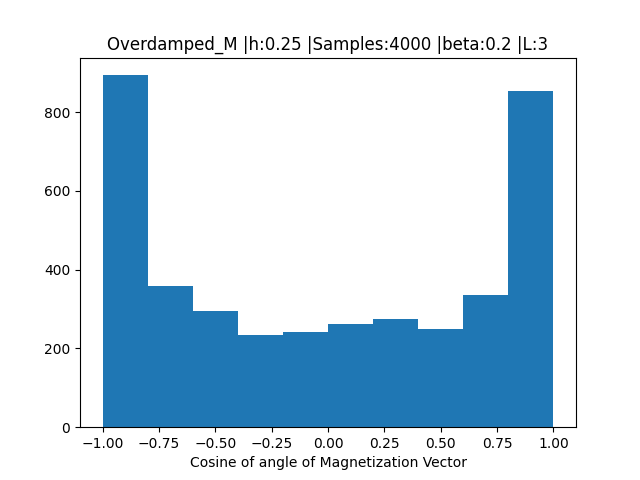 Overdamped_M |h:0.25 |Samples:4000 |beta:0.2 |L:3
800
600
400
200
0
−1.00 −0.75 −0.50 −0.25 0.00 0.25 0.50 0.75 1.00
Cosine of angle of Magnetization Vector